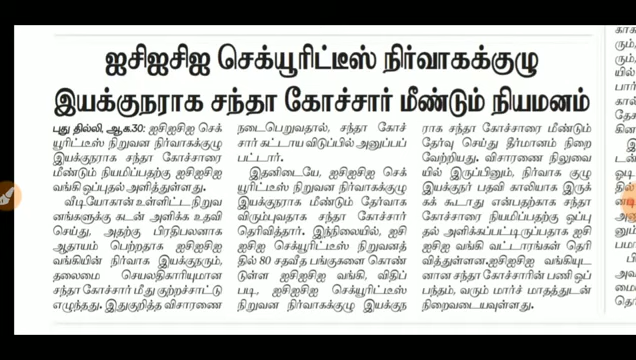 ஐசிஐசிஐ செக்யூரிட்டீஸ் நிர்வாகக்குழு
இயக்குநராக சந்தா கோச்சார் மீண்டும் நியமனம்
புது தில்லி, ஆக.30: ஐசிஐசிஐ செக்
யூரிட்டீஸ் நிறுவன நிர்வாகக்குழு
இயக்குநராக சந்தா கோச்சாரை
மீண்டும் நியமிப்பதற்கு ஐசிஐசிஐ
வங்கி ஒப்புதல் அளித்துள்ளது.
வீடியோகான் உள்ளிட்ட நிறுவ
னங்களுக்கு கடன் அளிக்க உதவி
செய்து, அதற்கு பிரதிபலனாக
ஆதாயம் பெற்றதாக ஐசிஐசிஐ
வங்கியின் நிர்வாக இயக்குநரும்,
தலைமை செயலதிகாரியுமான
சந்தா கோச்சார் மீது குற்றச்சாட்டு
எழுந்தது. இதுகுறித்த விசாரணை
நடைபெறுவதால், சந்தா கோச்
சார் கட்டாய விடுப்பில் அனுப்பப்
பட்டார்.
இதனிடையே, ஐசிஐசிஐ செக்
யூரிட்டீஸ் நிறுவன நிர்வாகக்குழு
இயக்குநராக மீண்டும் தேர்வாக
விரும்புவதாக சந்தா கோச்சார்
தெரிவித்தார். இந்நிலையில், ஐசி
ஐசிஐ செக்யூரிட்டீஸ் நிறுவனத்
தில் 80 சதவீத பங்குகளை கொண்
டுள்ள ஐசிஐசிஐ வங்கி, விதிப்
படி, ஐசிஐசிஐ செக்யூரிட்டீஸ்
நிறுவன நிர்வாகக்குழு இயக்குந
ராக சந்தா கோச்சாரை மீண்டும்
தேர்வு செய்து தீர்மானம் நிறை
வேற்றியது. விசாரணை நிலுவை
யில் இருப்பினும், நிர்வாக குழு
இயக்குநர் பதவி காலியாக இருக்
கக் கூடாது என்பதற்காக சந்தா
கோச்சாரை நியமிப்பதற்கு ஒப்பு
தல் அளிக்கப்பட்டிருப்பதாக ஐசி
ஐசிஐ வங்கி வட்டாரங்கள் தெரி
வித்துள்ளன.ஐசிஐசிஐ வங்கியுட
னான சந்தா கோச்சாரின் பணி ஒப்
பந்தம், வரும் மார்ச் மாதத்துடன்
நிறைவடையவுள்ளது.